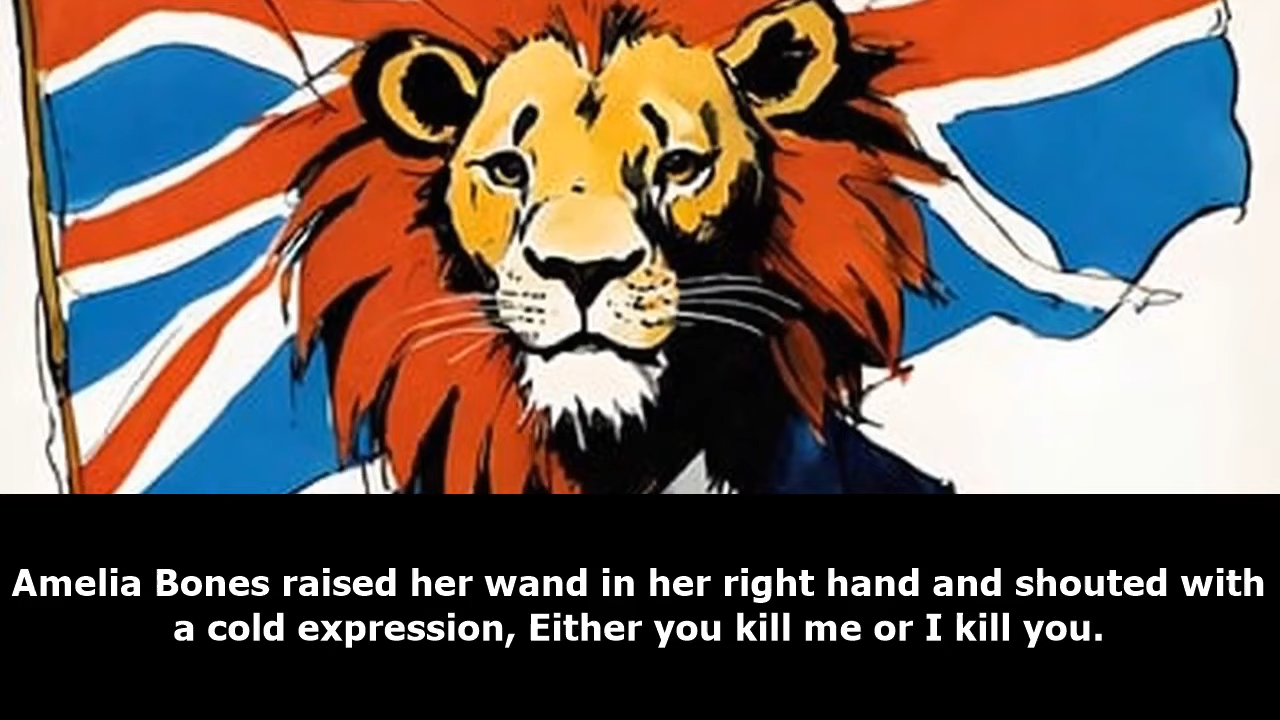 Amelia Bones raised her wand in her right hand and shouted with
a cold expression, Either you kill me or I kill you.